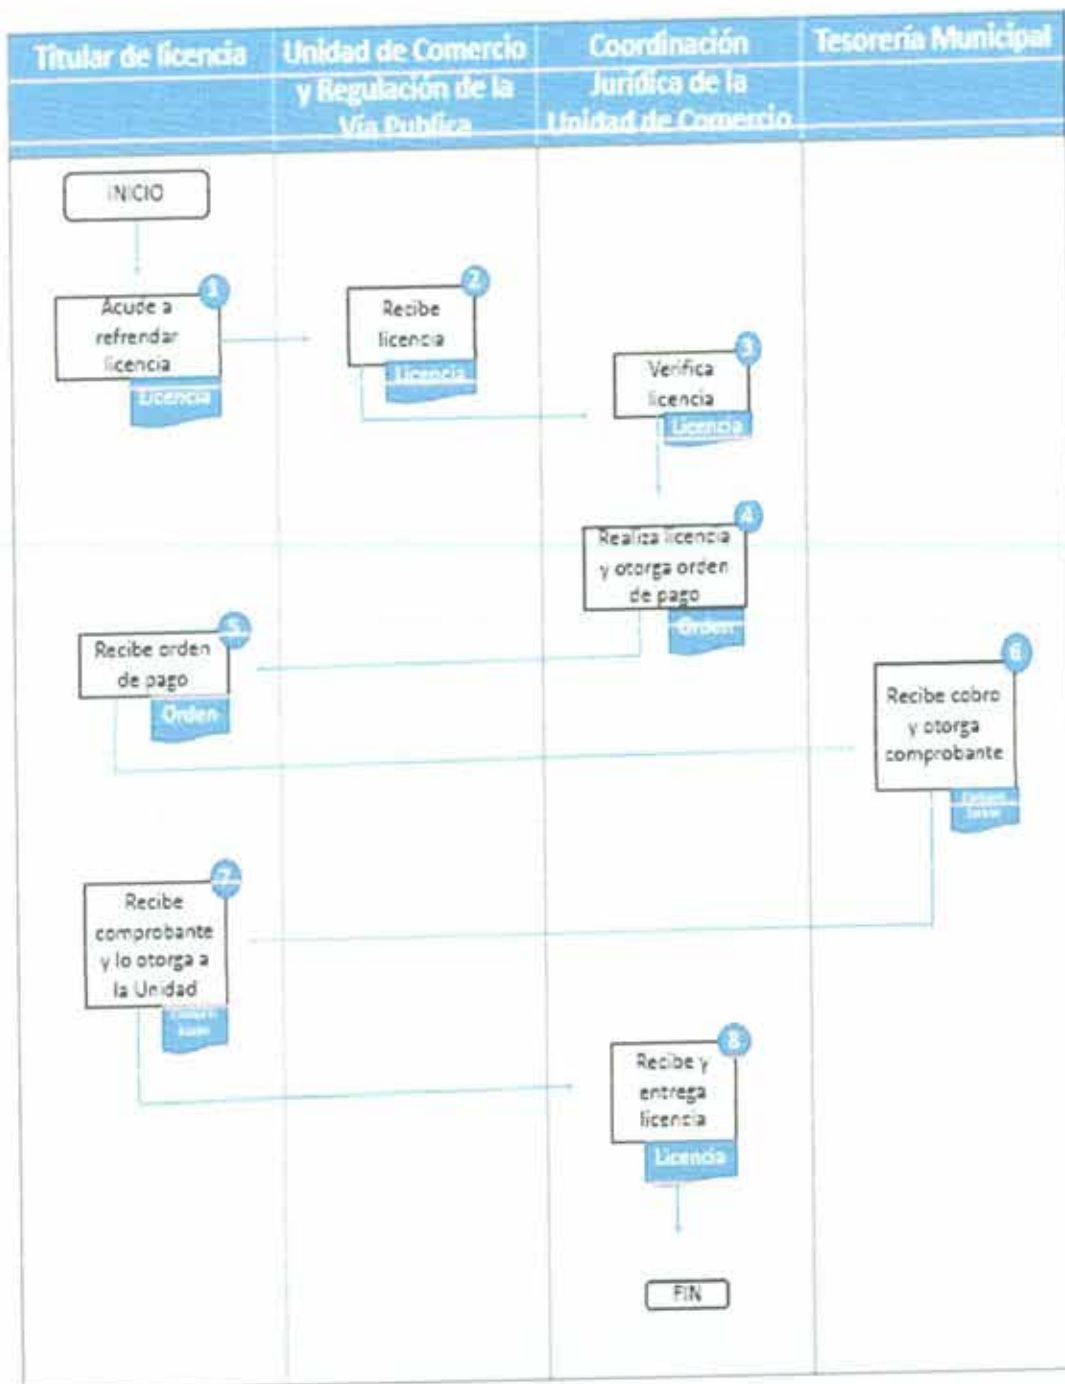 Titular de licencia
Unidad de Comercio
y Regulación de la
Vía Publica
Coordinación
Jurídica de la
Unidad de Comercio
Tesorería Municipal
INICIO
1
Acude a
refrendar
licencia
Licencia
2
Recibe
licencia
Licencia
3
Verifica
licencia
Licencia
4
Realiza licencia
y otorga orden
de pago
Orden
5
Recibe orden
de pago
Orden
6
Recibe cobro
y otorga
comprobante
7
Recibe
comprobante
y lo otorga a
la Unidad
8
Recibe y
entrega
licencia
Licencia
FIN